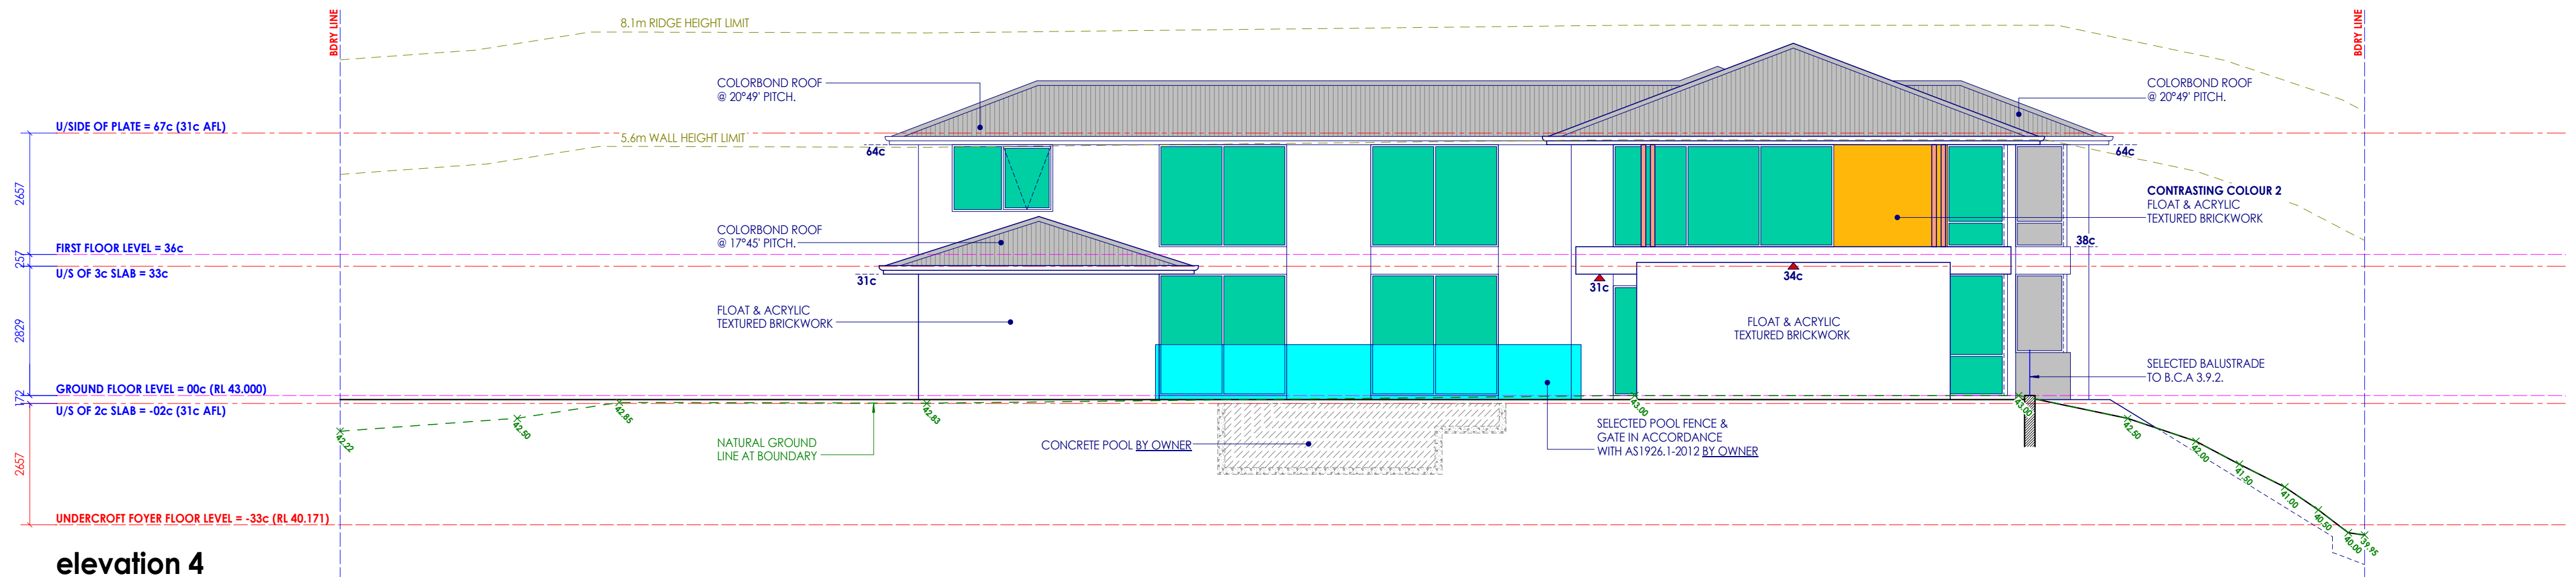 BDRY LINE
8.1m RIDGE HEIGHT LIMIT
BDRY LINE
COLORBOND ROOF
@ 20°49' PITCH.
COLORBOND ROOF
@ 20°49' PITCH.
U/SIDE OF PLATE = 67c (31c AFL)
5.6m WALL HEIGHT LIMIT
64c
64c
2657
CONTRASTING COLOUR 2
FLOAT & ACRYLIC
TEXTURED BRICKWORK
COLORBOND ROOF
@ 17°45' PITCH.
38c
FIRST FLOOR LEVEL = 36c
257
U/S OF 3c SLAB = 33c
31c
31c
34c
2829
FLOAT & ACRYLIC
TEXTURED BRICKWORK
FLOAT & ACRYLIC
TEXTURED BRICKWORK
SELECTED BALUSTRADE
TO B.C.A 3.9.2.
GROUND FLOOR LEVEL = 00c (RL 43.000)
172
U/S OF 2c SLAB = -02c (31c AFL)
42.22
42.50
42.85
42.83
43.00
43.00
42.50
42.00
41.50
41.00
40.50
40.00
39.95
NATURAL GROUND
LINE AT BOUNDARY
CONCRETE POOL BY OWNER
SELECTED POOL FENCE &
GATE IN ACCORDANCE
WITH AS1926.1-2012 BY OWNER
2657
UNDERCROFT FOYER FLOOR LEVEL = -33c (RL 40.171)
elevation 4